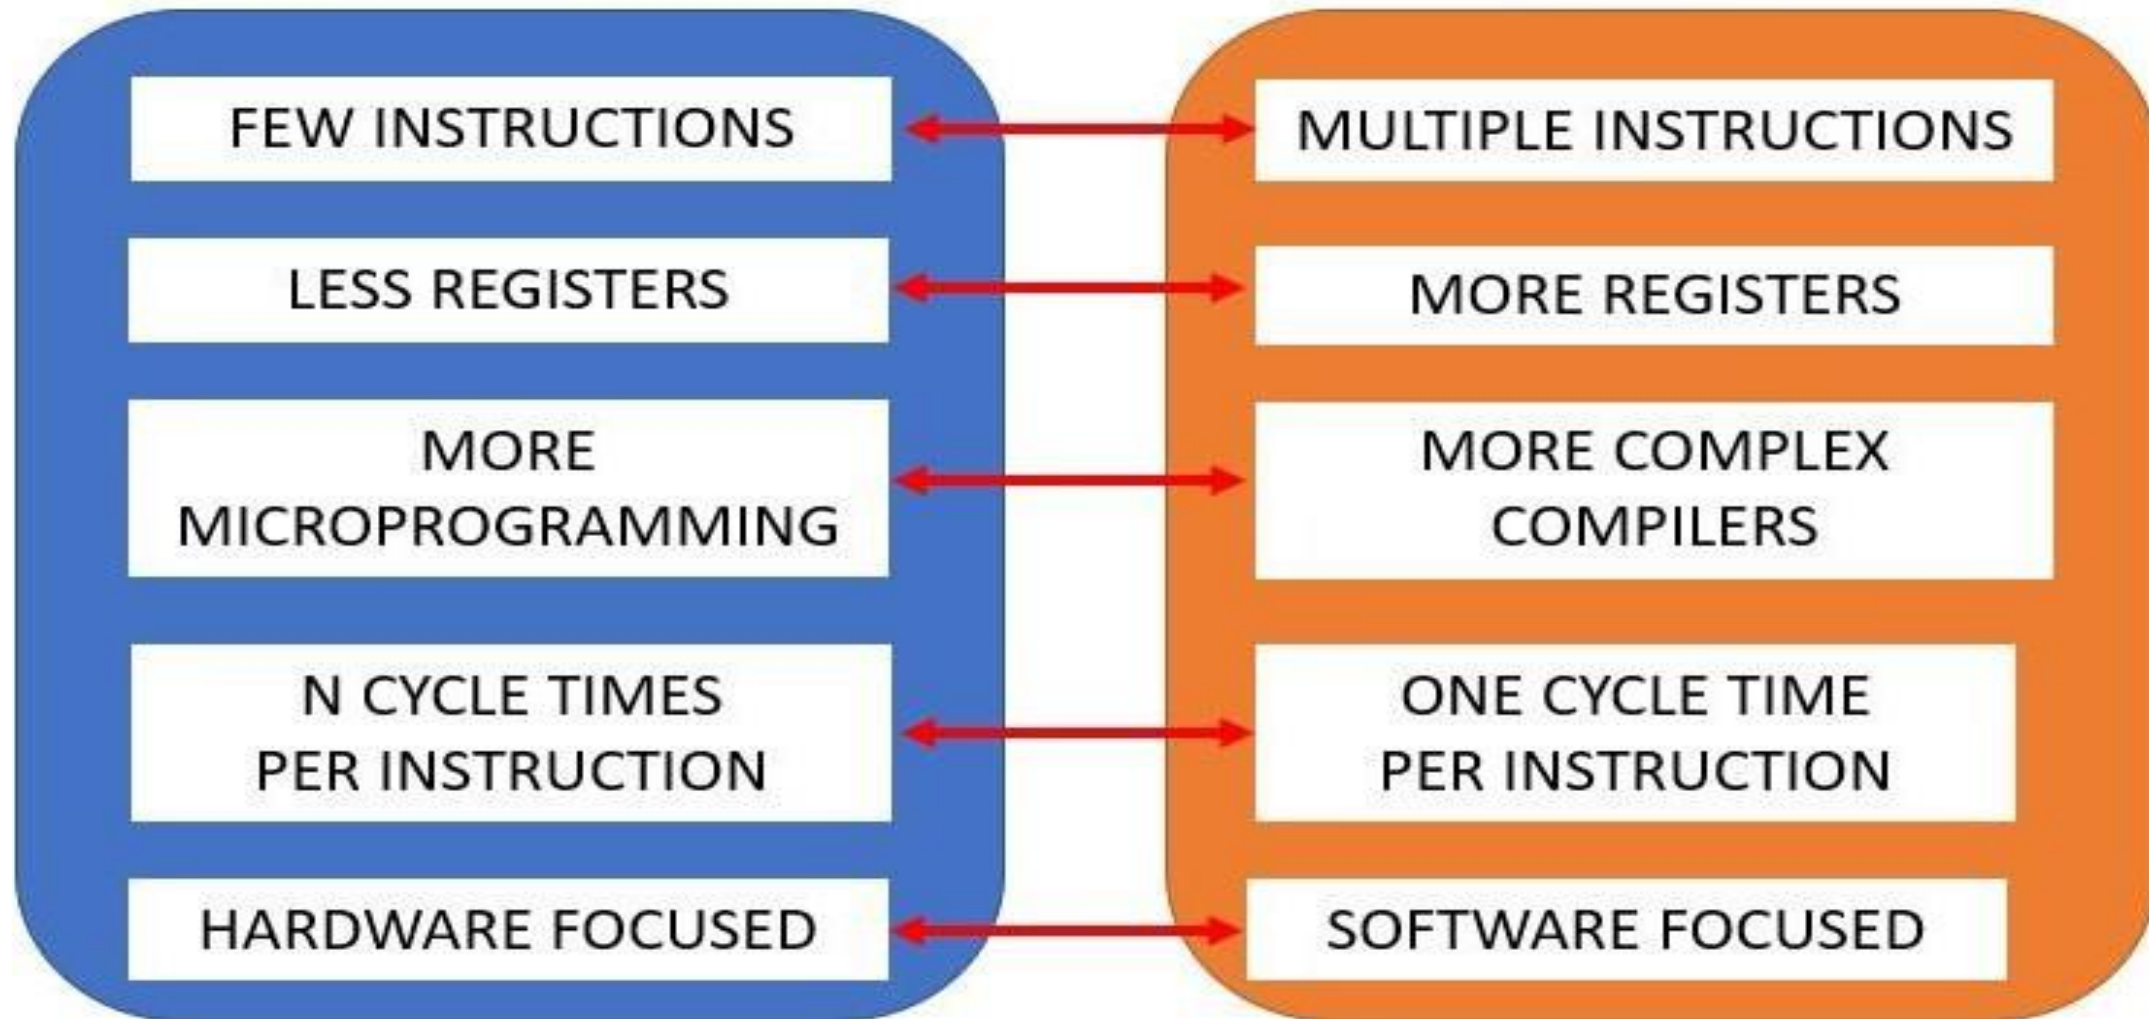 FEW INSTRUCTIONS
MULTIPLE INSTRUCTIONS
LESS REGISTERS
MORE REGISTERS
MORE
MICROPROGRAMMING
MORE COMPLEX
COMPILERS
N CYCLE TIMES
PER INSTRUCTION
ONE CYCLE TIME
PER INSTRUCTION
HARDWARE FOCUSED
SOFTWARE FOCUSED